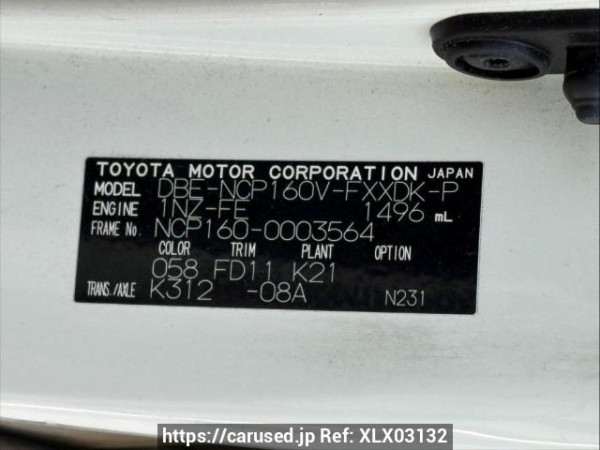 TOYOTA MOTOR CORPORATION JAPAN
MODEL DBE-NCP160V-FXXDK-P
ENGINE 1NZ-FE 1496 mL
FRAME No. NCP160-0003564
COLOR TRIM PLANT OPTION
058 FD11 K21
TRANS./AXLE K312 -08A N231
https://carused.jp Ref: XLX03132